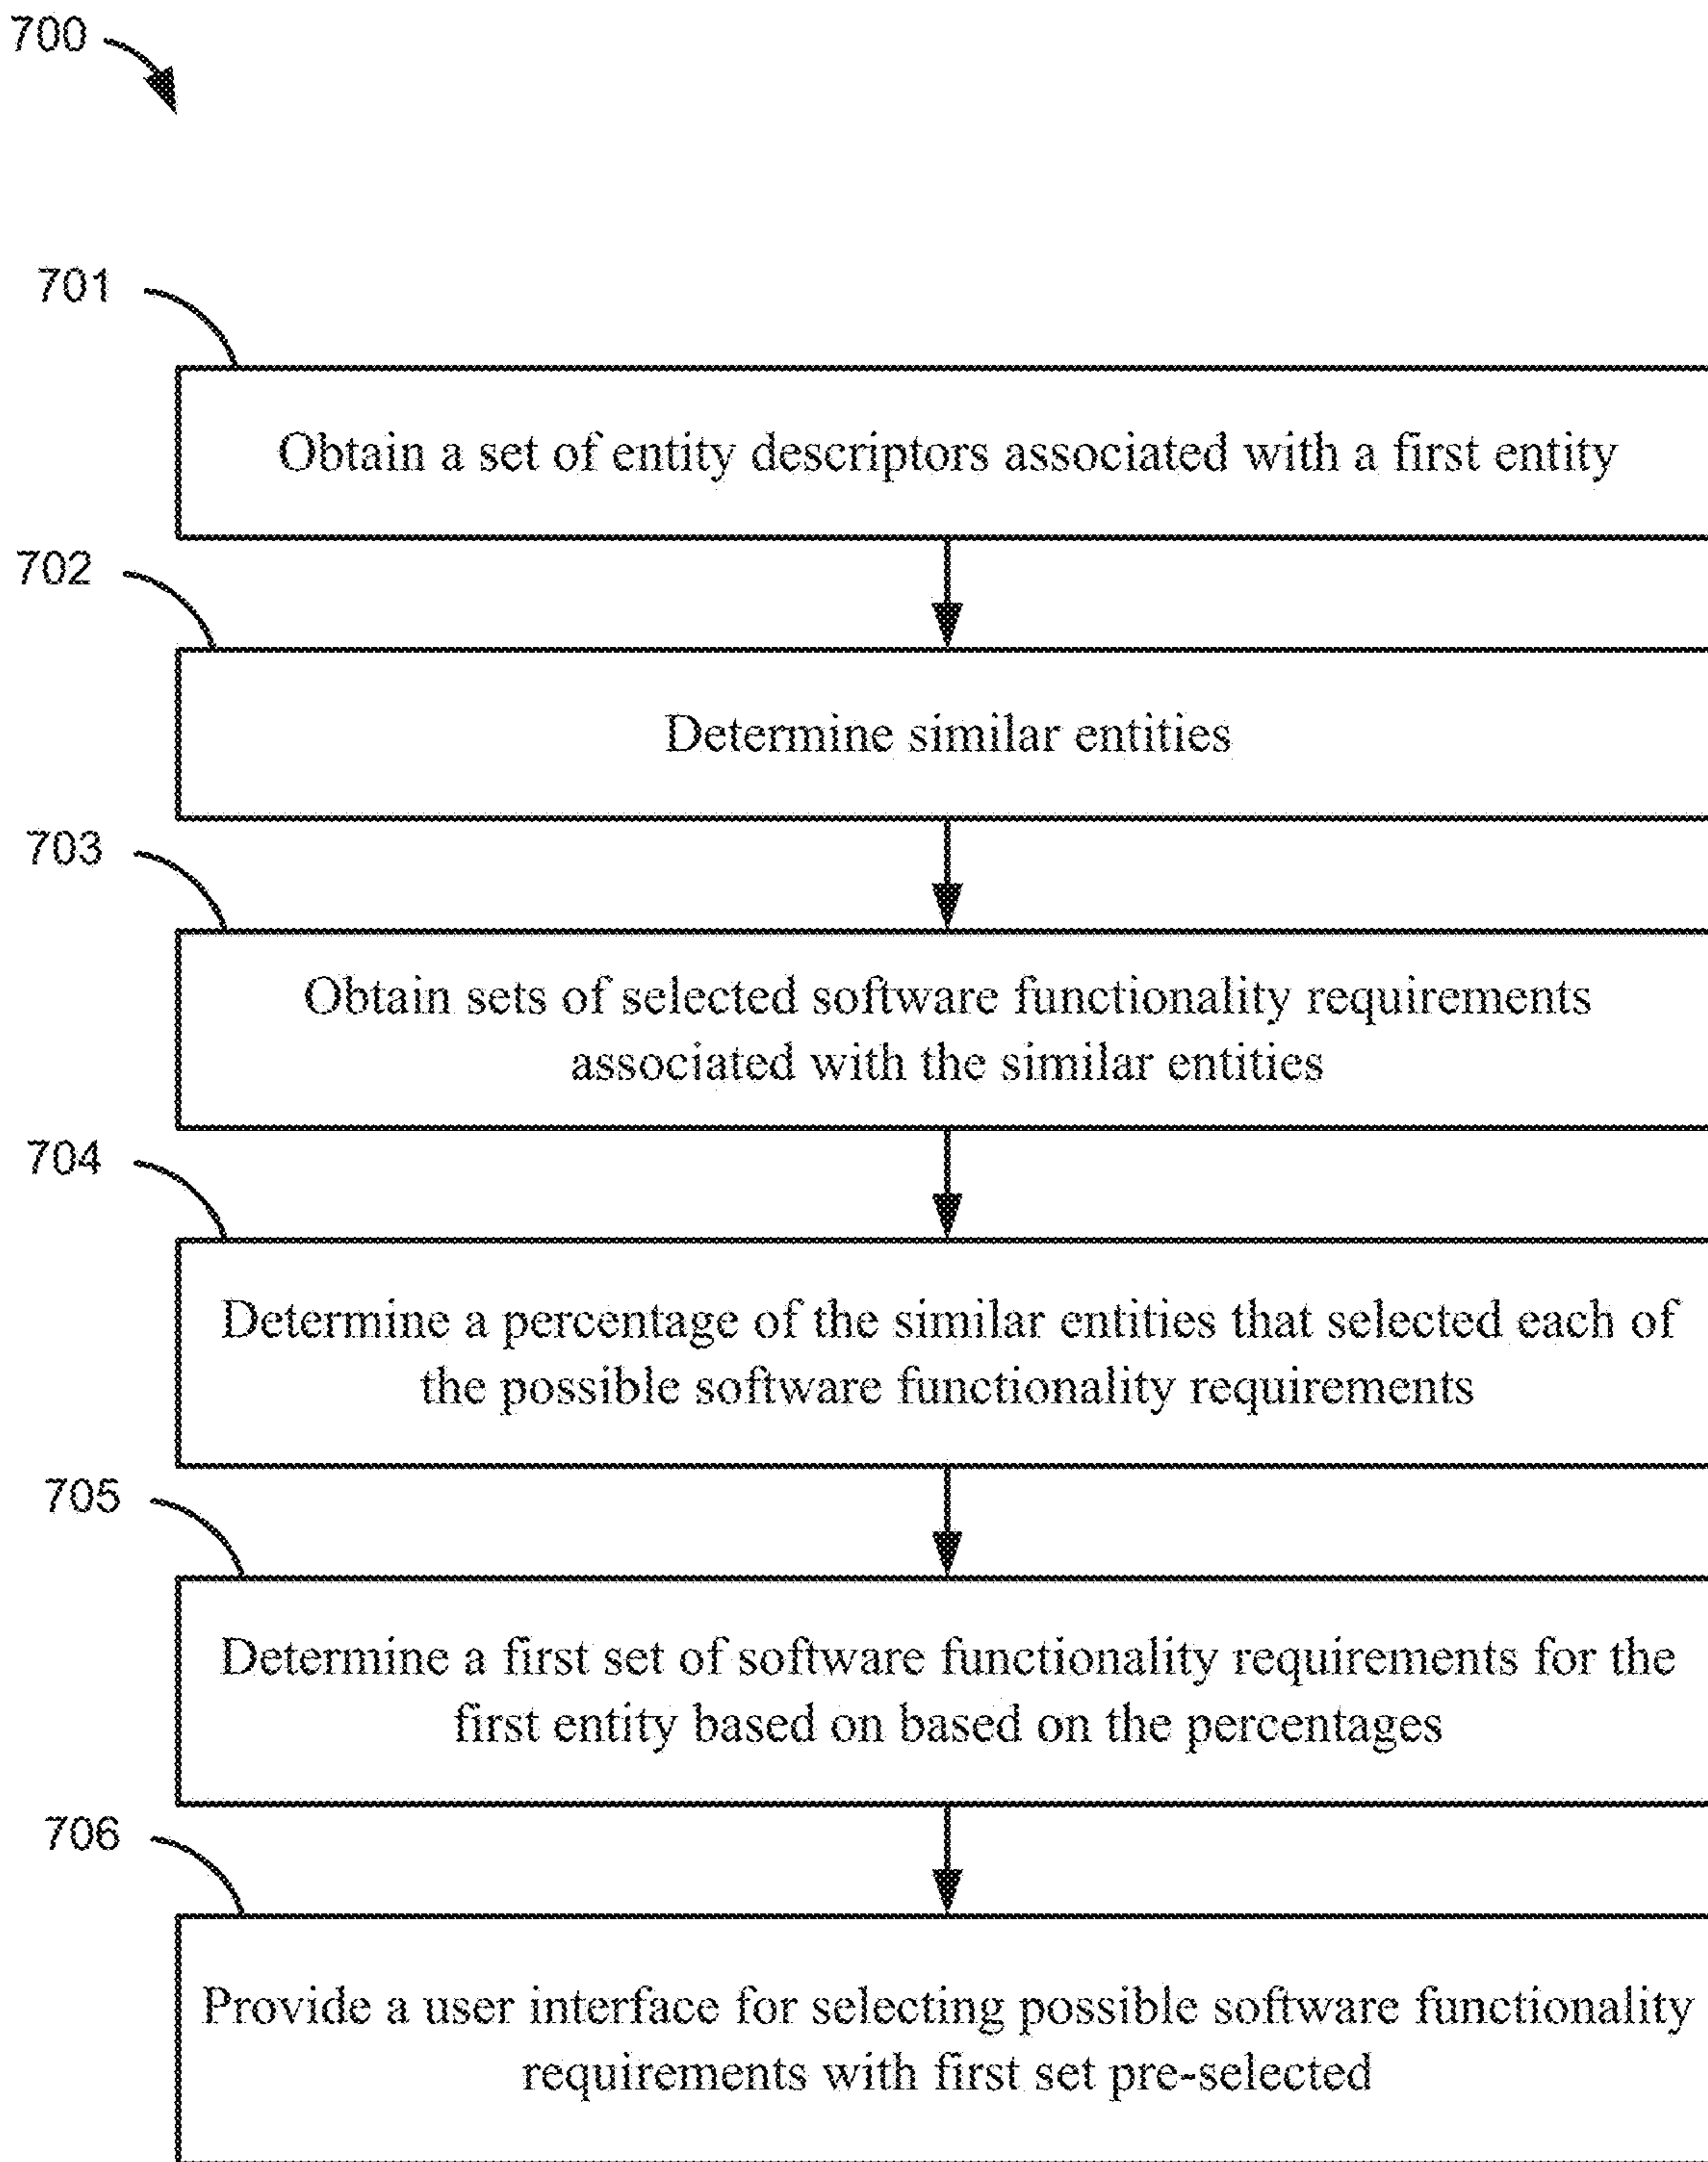 700
701
Obtain a set of entity descriptors associated with a first entity
702
Determine similar entities
703
Obtain sets of selected software functionality requirements
associated with the similar entities
704
Determine a percentage of the similar entities that selected each of
the possible software functionality requirements
705
Determine a first set of software functionality requirements for the
first entity based on based on the percentages
706
Provide a user interface for selecting possible software functionality
requirements with first set pre-selected